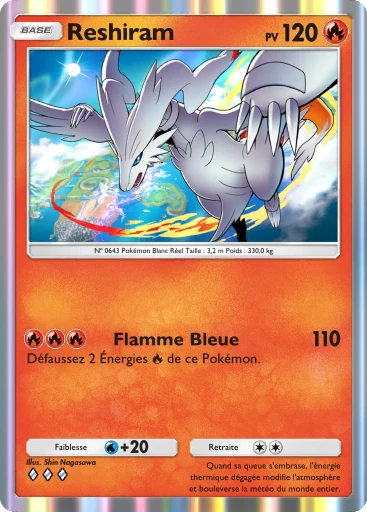 BASE
Reshiram
PV 120
N° 0643 Pokémon Blanc Réel Taille : 3,2 m Poids : 330,0 kg
Flamme Bleue 110
Défaussez 2 Énergies de ce Pokémon.
Faiblesse +20
Retraite
Illus. Shin Nagasawa
Quand sa queue s'embrase, l'énergie
thermique dégagée modifie l'atmosphère
et bouleverse la météo du monde entier.